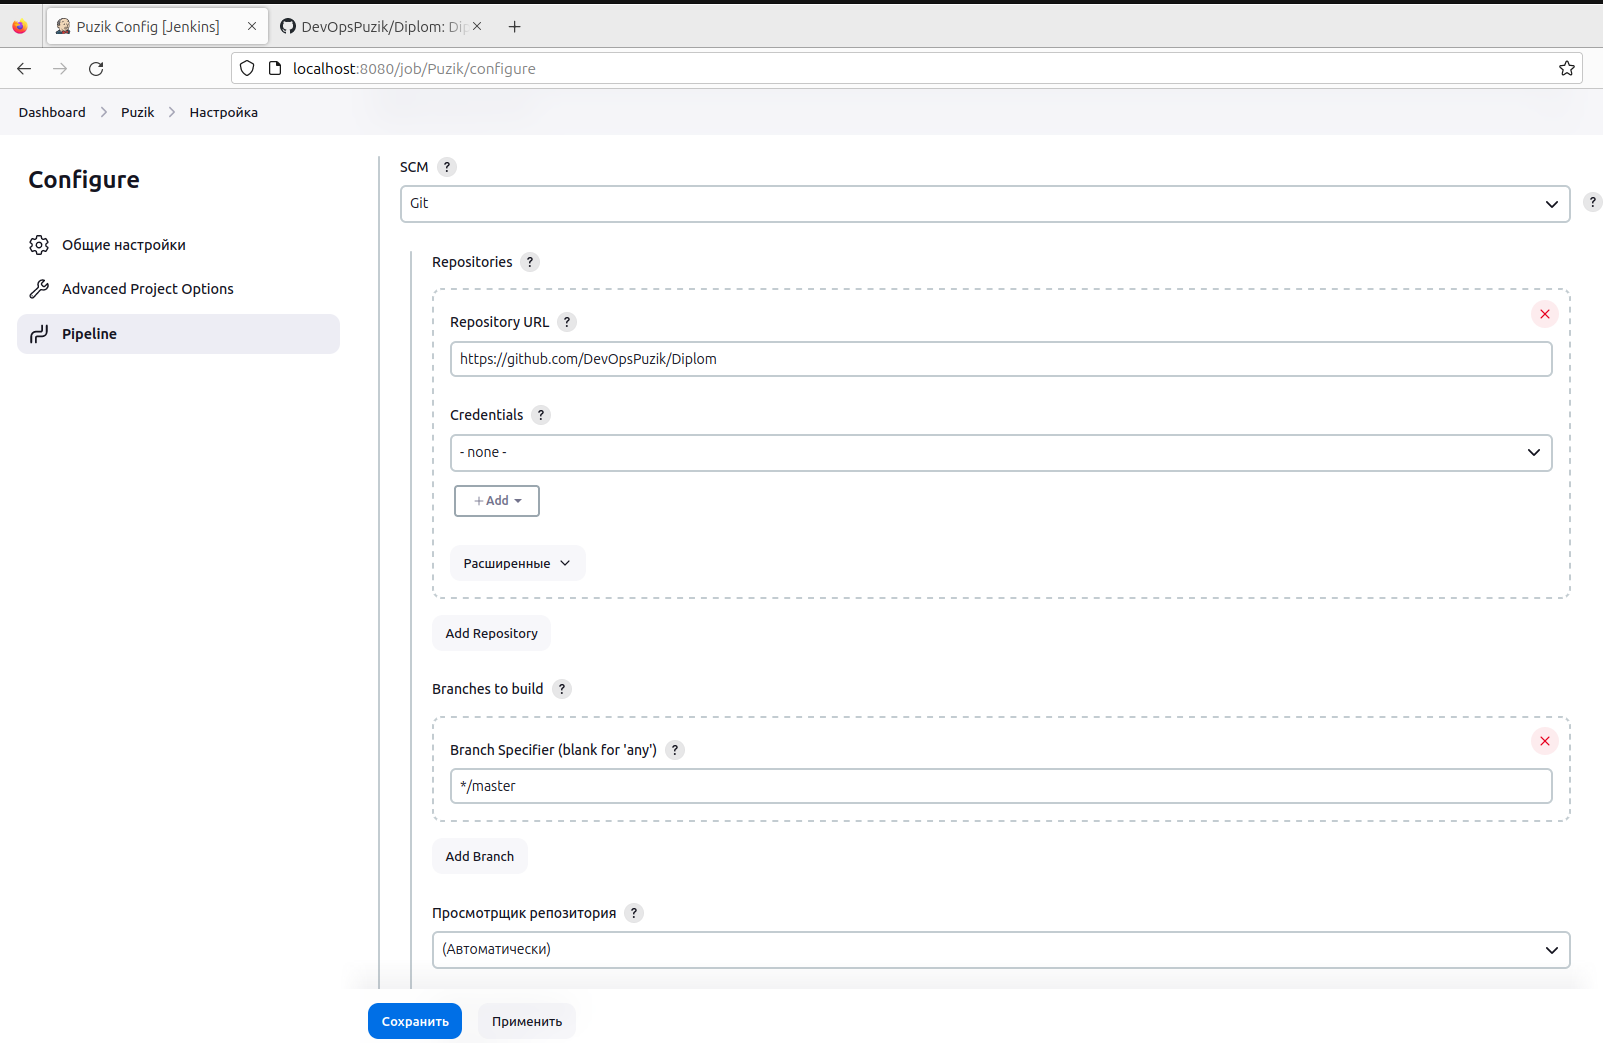 Puzik Config [Jenkins]
DevOpsPuzik/Diplom: Dip
localhost:8080/job/Puzik/configure
Dashboard
Puzik
Настройка
Configure
Общие настройки
Advanced Project Options
Pipeline
SCM ?
Git
?
Repositories ?
Repository URL ?
https://github.com/DevOpsPuzik/Diplom
Credentials ?
- none -
+ Add
Расширенные
Add Repository
Branches to build ?
Branch Specifier (blank for 'any') ?
*/master
Add Branch
Просмотрщик репозитория ?
(Автоматически)
Сохранить
Применить